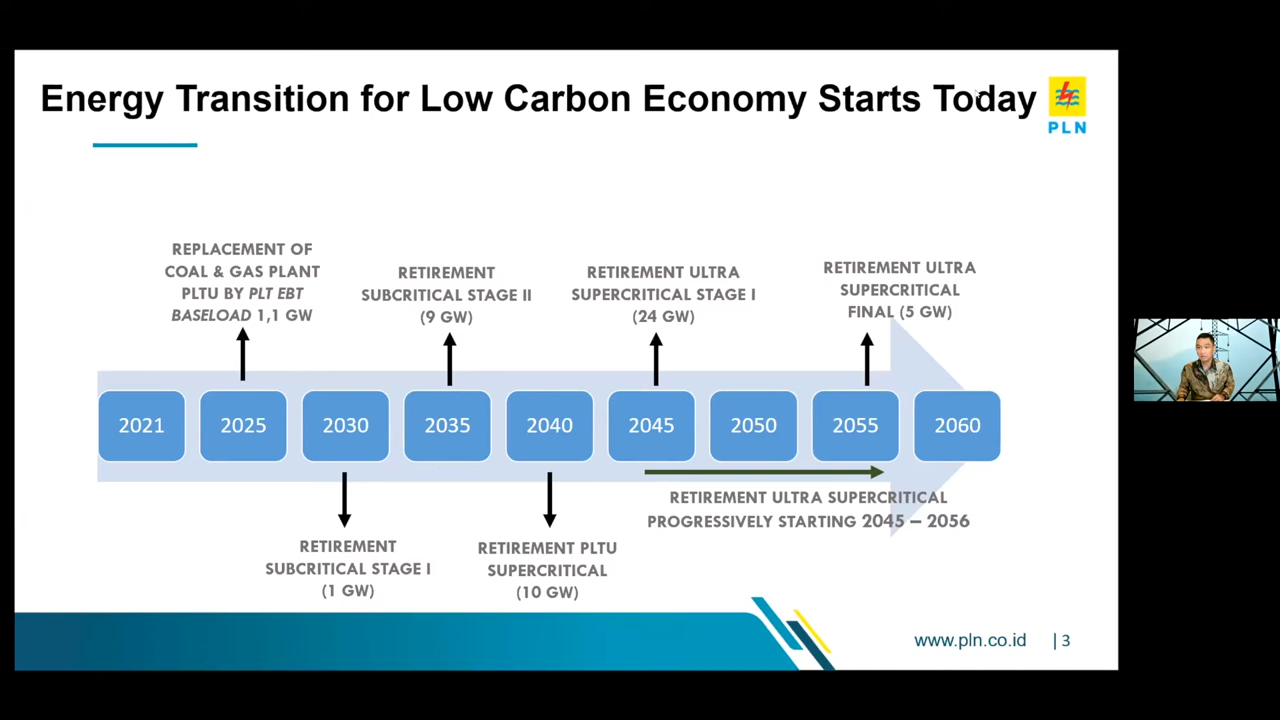 Energy Transition for Low Carbon Economy Starts Today
PLN
REPLACEMENT OF
COAL & GAS PLANT
PLTU BY PLT EBT
BASELOAD 1,1 GW
RETIREMENT
SUBCRITICAL STAGE II
(9 GW)
RETIREMENT ULTRA
SUPERCRITICAL STAGE I
(24 GW)
RETIREMENT ULTRA
SUPERCRITICAL
FINAL (5 GW)
2021
2025
2030
2035
2040
2045
2050
2055
2060
RETIREMENT
SUBCRITICAL STAGE I
(1 GW)
RETIREMENT PLTU
SUPERCRITICAL
(10 GW)
RETIREMENT ULTRA SUPERCRITICAL
PROGRESSIVELY STARTING 2045 – 2056
www.pln.co.id | 3